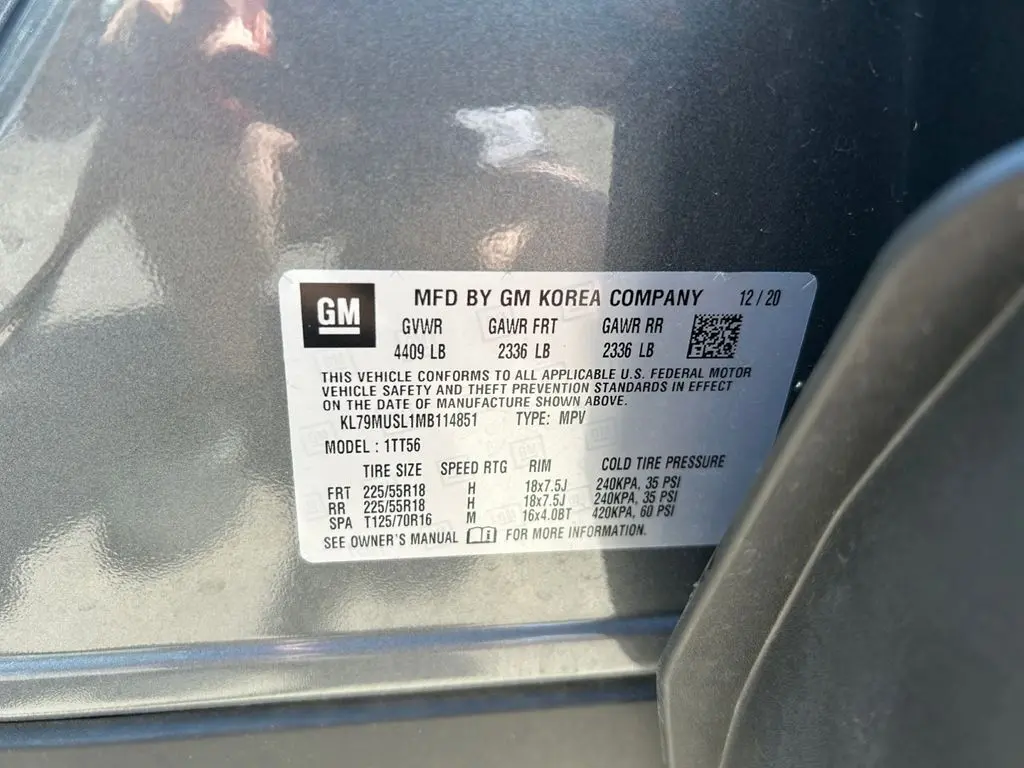 GM MFD BY GM KOREA COMPANY 12/20
GVWR GAWR FRT GAWR RR
4409 LB 2336 LB 2336 LB
THIS VEHICLE CONFORMS TO ALL APPLICABLE U.S. FEDERAL MOTOR
VEHICLE SAFETY AND THEFT PREVENTION STANDARDS IN EFFECT
ON THE DATE OF MANUFACTURE SHOWN ABOVE.
KL79MUSL1MB114851 TYPE: MPV
MODEL : 1TT56
TIRE SIZE SPEED RTG RIM COLD TIRE PRESSURE
FRT 225/55R18 H 18x7.5J 240KPA, 35 PSI
RR 225/55R18 H 18x7.5J 240KPA, 35 PSI
SPA T125/70R16 M 16x4.0BT 420KPA, 60 PSI
SEE OWNER'S MANUAL FOR MORE INFORMATION.